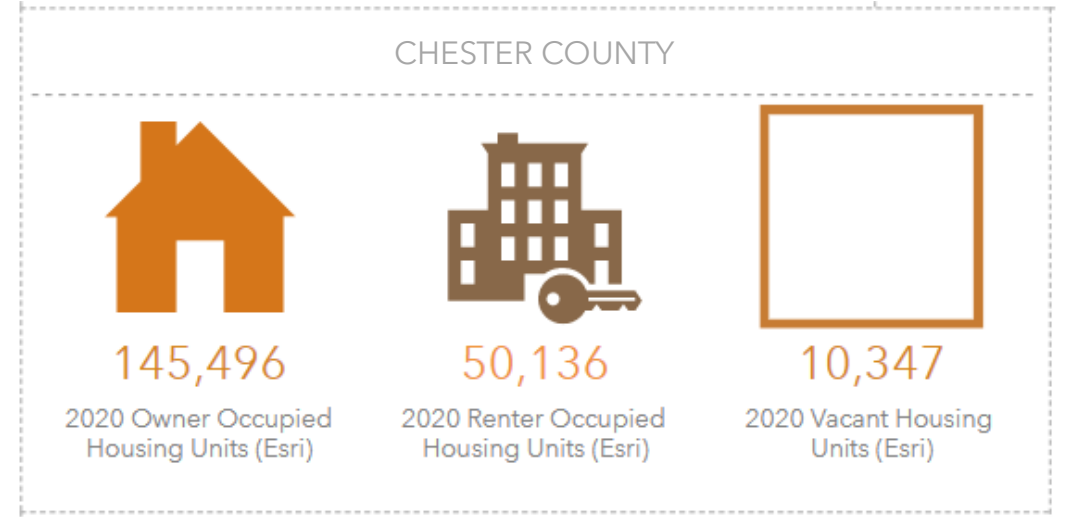 CHESTER COUNTY
145,496
2020 Owner Occupied
Housing Units (Esri)
50,136
2020 Renter Occupied
Housing Units (Esri)
10,347
2020 Vacant Housing
Units (Esri)